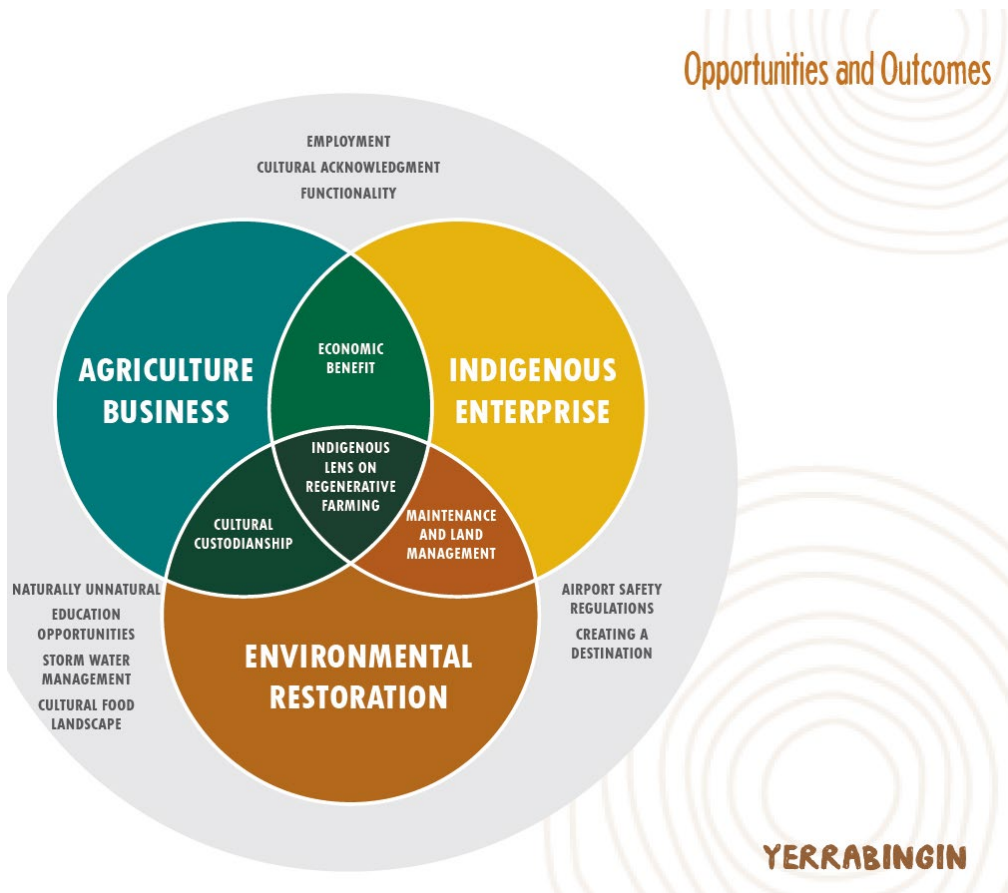 Opportunities and Outcomes
EMPLOYMENT
CULTURAL ACKNOWLEDGMENT
FUNCTIONALITY
AGRICULTURE
BUSINESS
ECONOMIC
BENEFIT
INDIGENOUS
ENTERPRISE
INDIGENOUS
LENS ON
REGENERATIVE
FARMING
CULTURAL
CUSTODIANSHIP
MAINTENANCE
AND LAND
MANAGEMENT
NATURALLY UNNATURAL
EDUCATION
OPPORTUNITIES
STORM WATER
MANAGEMENT
CULTURAL FOOD
LANDSCAPE
ENVIRONMENTAL
RESTORATION
AIRPORT SAFETY
REGULATIONS
CREATING A
DESTINATION
YERRABINGIN